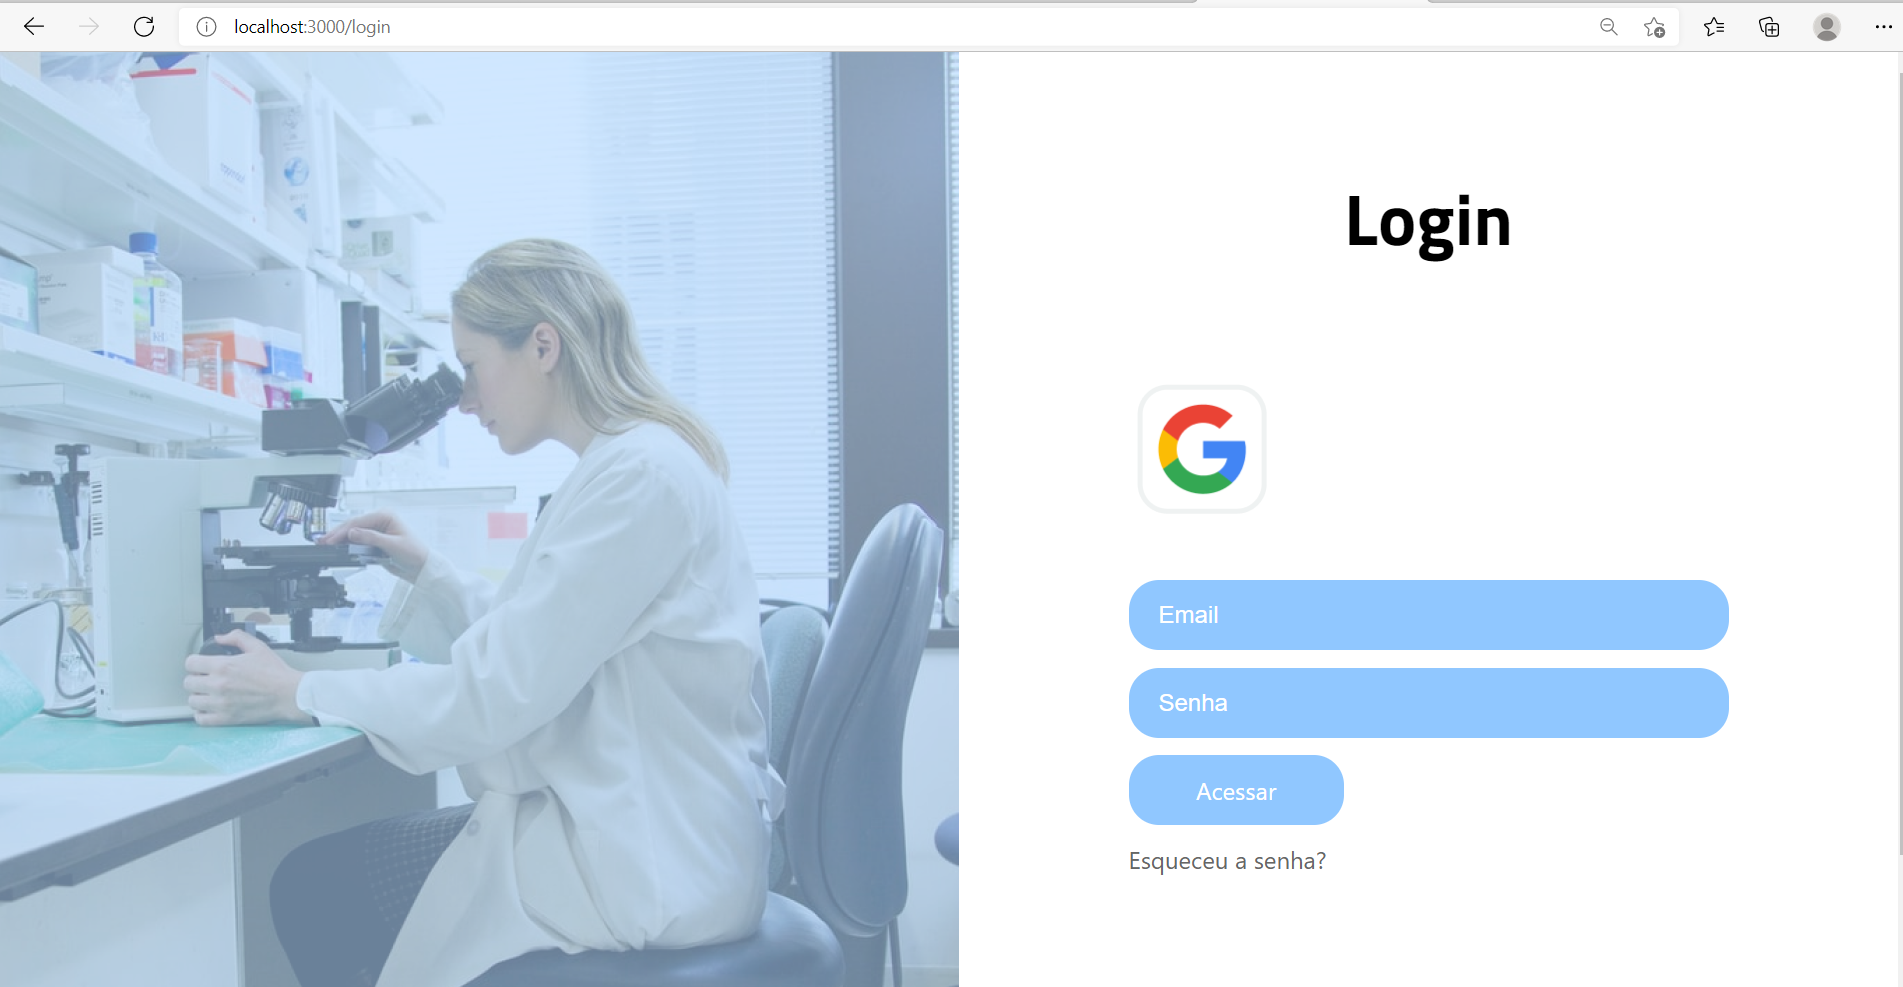 localhost:3000/login
Login
Email
Senha
Acessar
Esqueceu a senha?